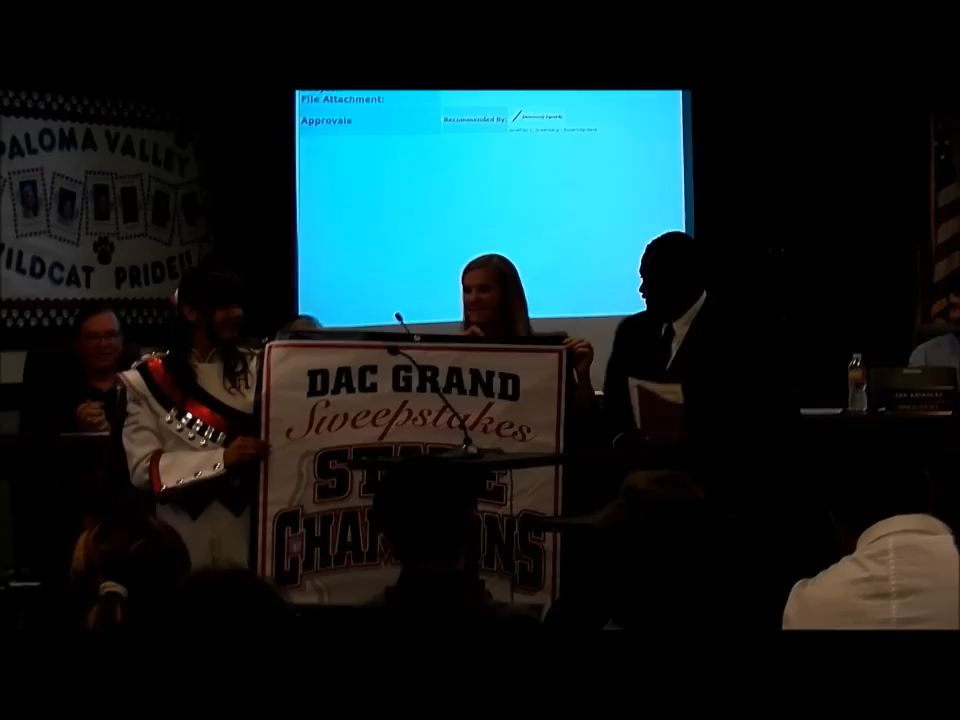 File Attachment:
Approvals
Recommended By:
PALOMA VALLEY
WILDCAT PRIDE!!
DAC GRAND
Sweepstakes
STATE
CHAMPIONS